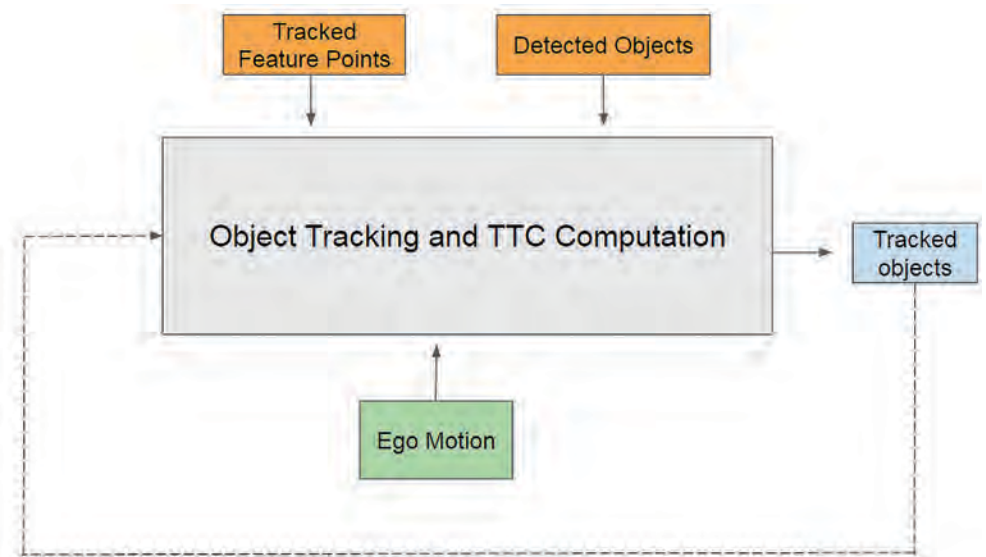 Tracked
Feature Points
Detected Objects
Object Tracking and TTC Computation
Tracked
objects
Ego Motion